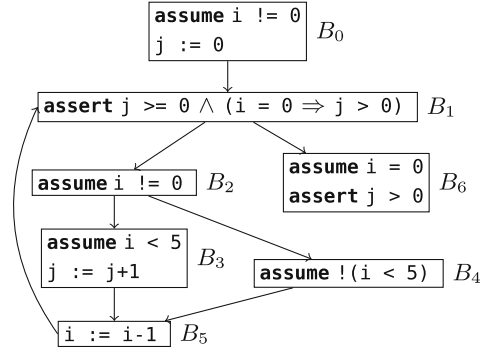 assume i != 0
j := 0
B₀
assert j >= 0 ∧ (i = 0 ⇒ j > 0)
B₁
assume i != 0
B₂
assume i = 0
assert j > 0
B₆
assume i < 5
j := j+1
B₃
assume !(i < 5)
B₄
i := i-1
B₅